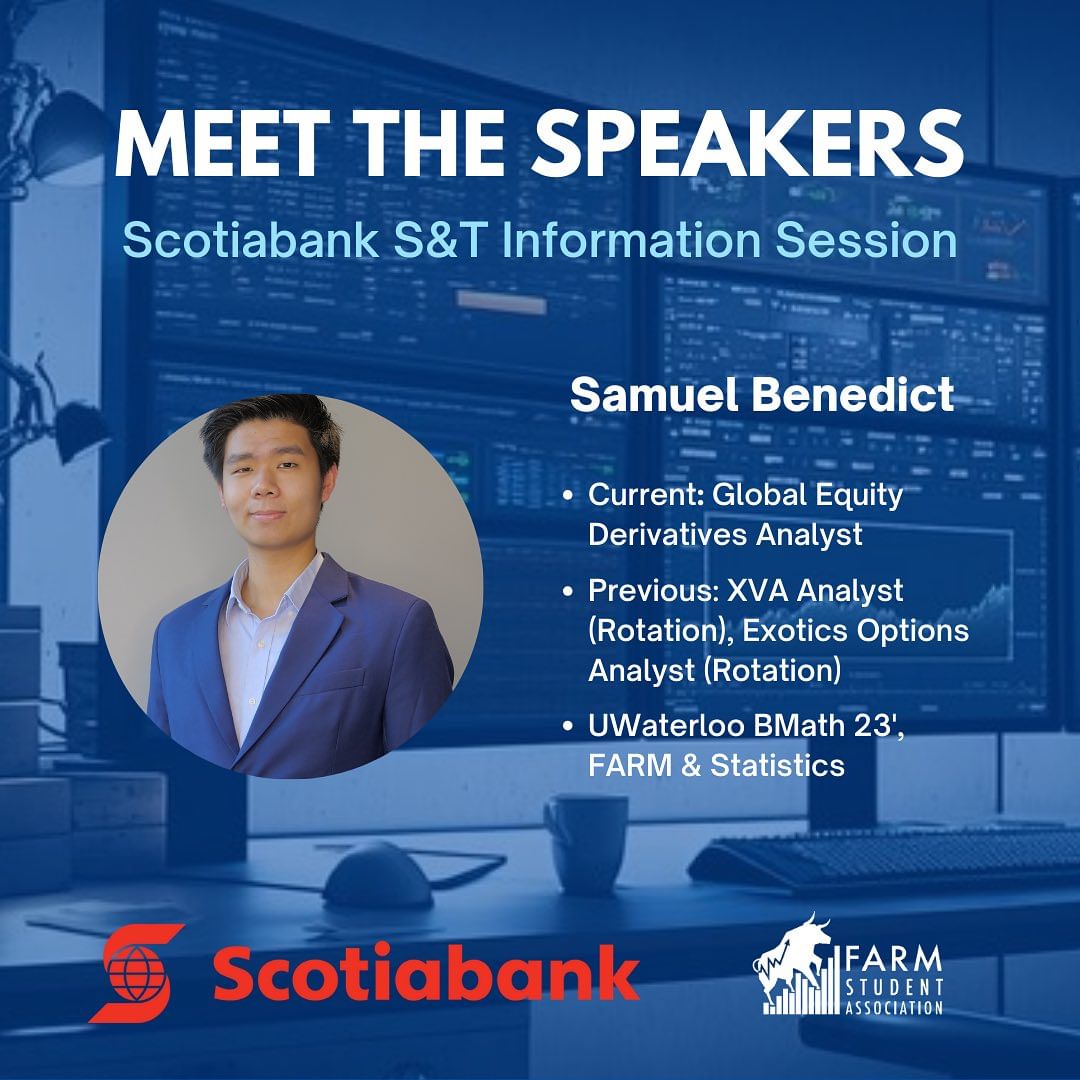 MEET THE SPEAKERS
Scotiabank S&T Information Session
Samuel Benedict
• Current: Global Equity
Derivatives Analyst
• Previous: XVA Analyst
(Rotation), Exotics Options
Analyst (Rotation)
• UWaterloo BMath 23',
FARM & Statistics
Scotiabank
FARM
STUDENT
ASSOCIATION